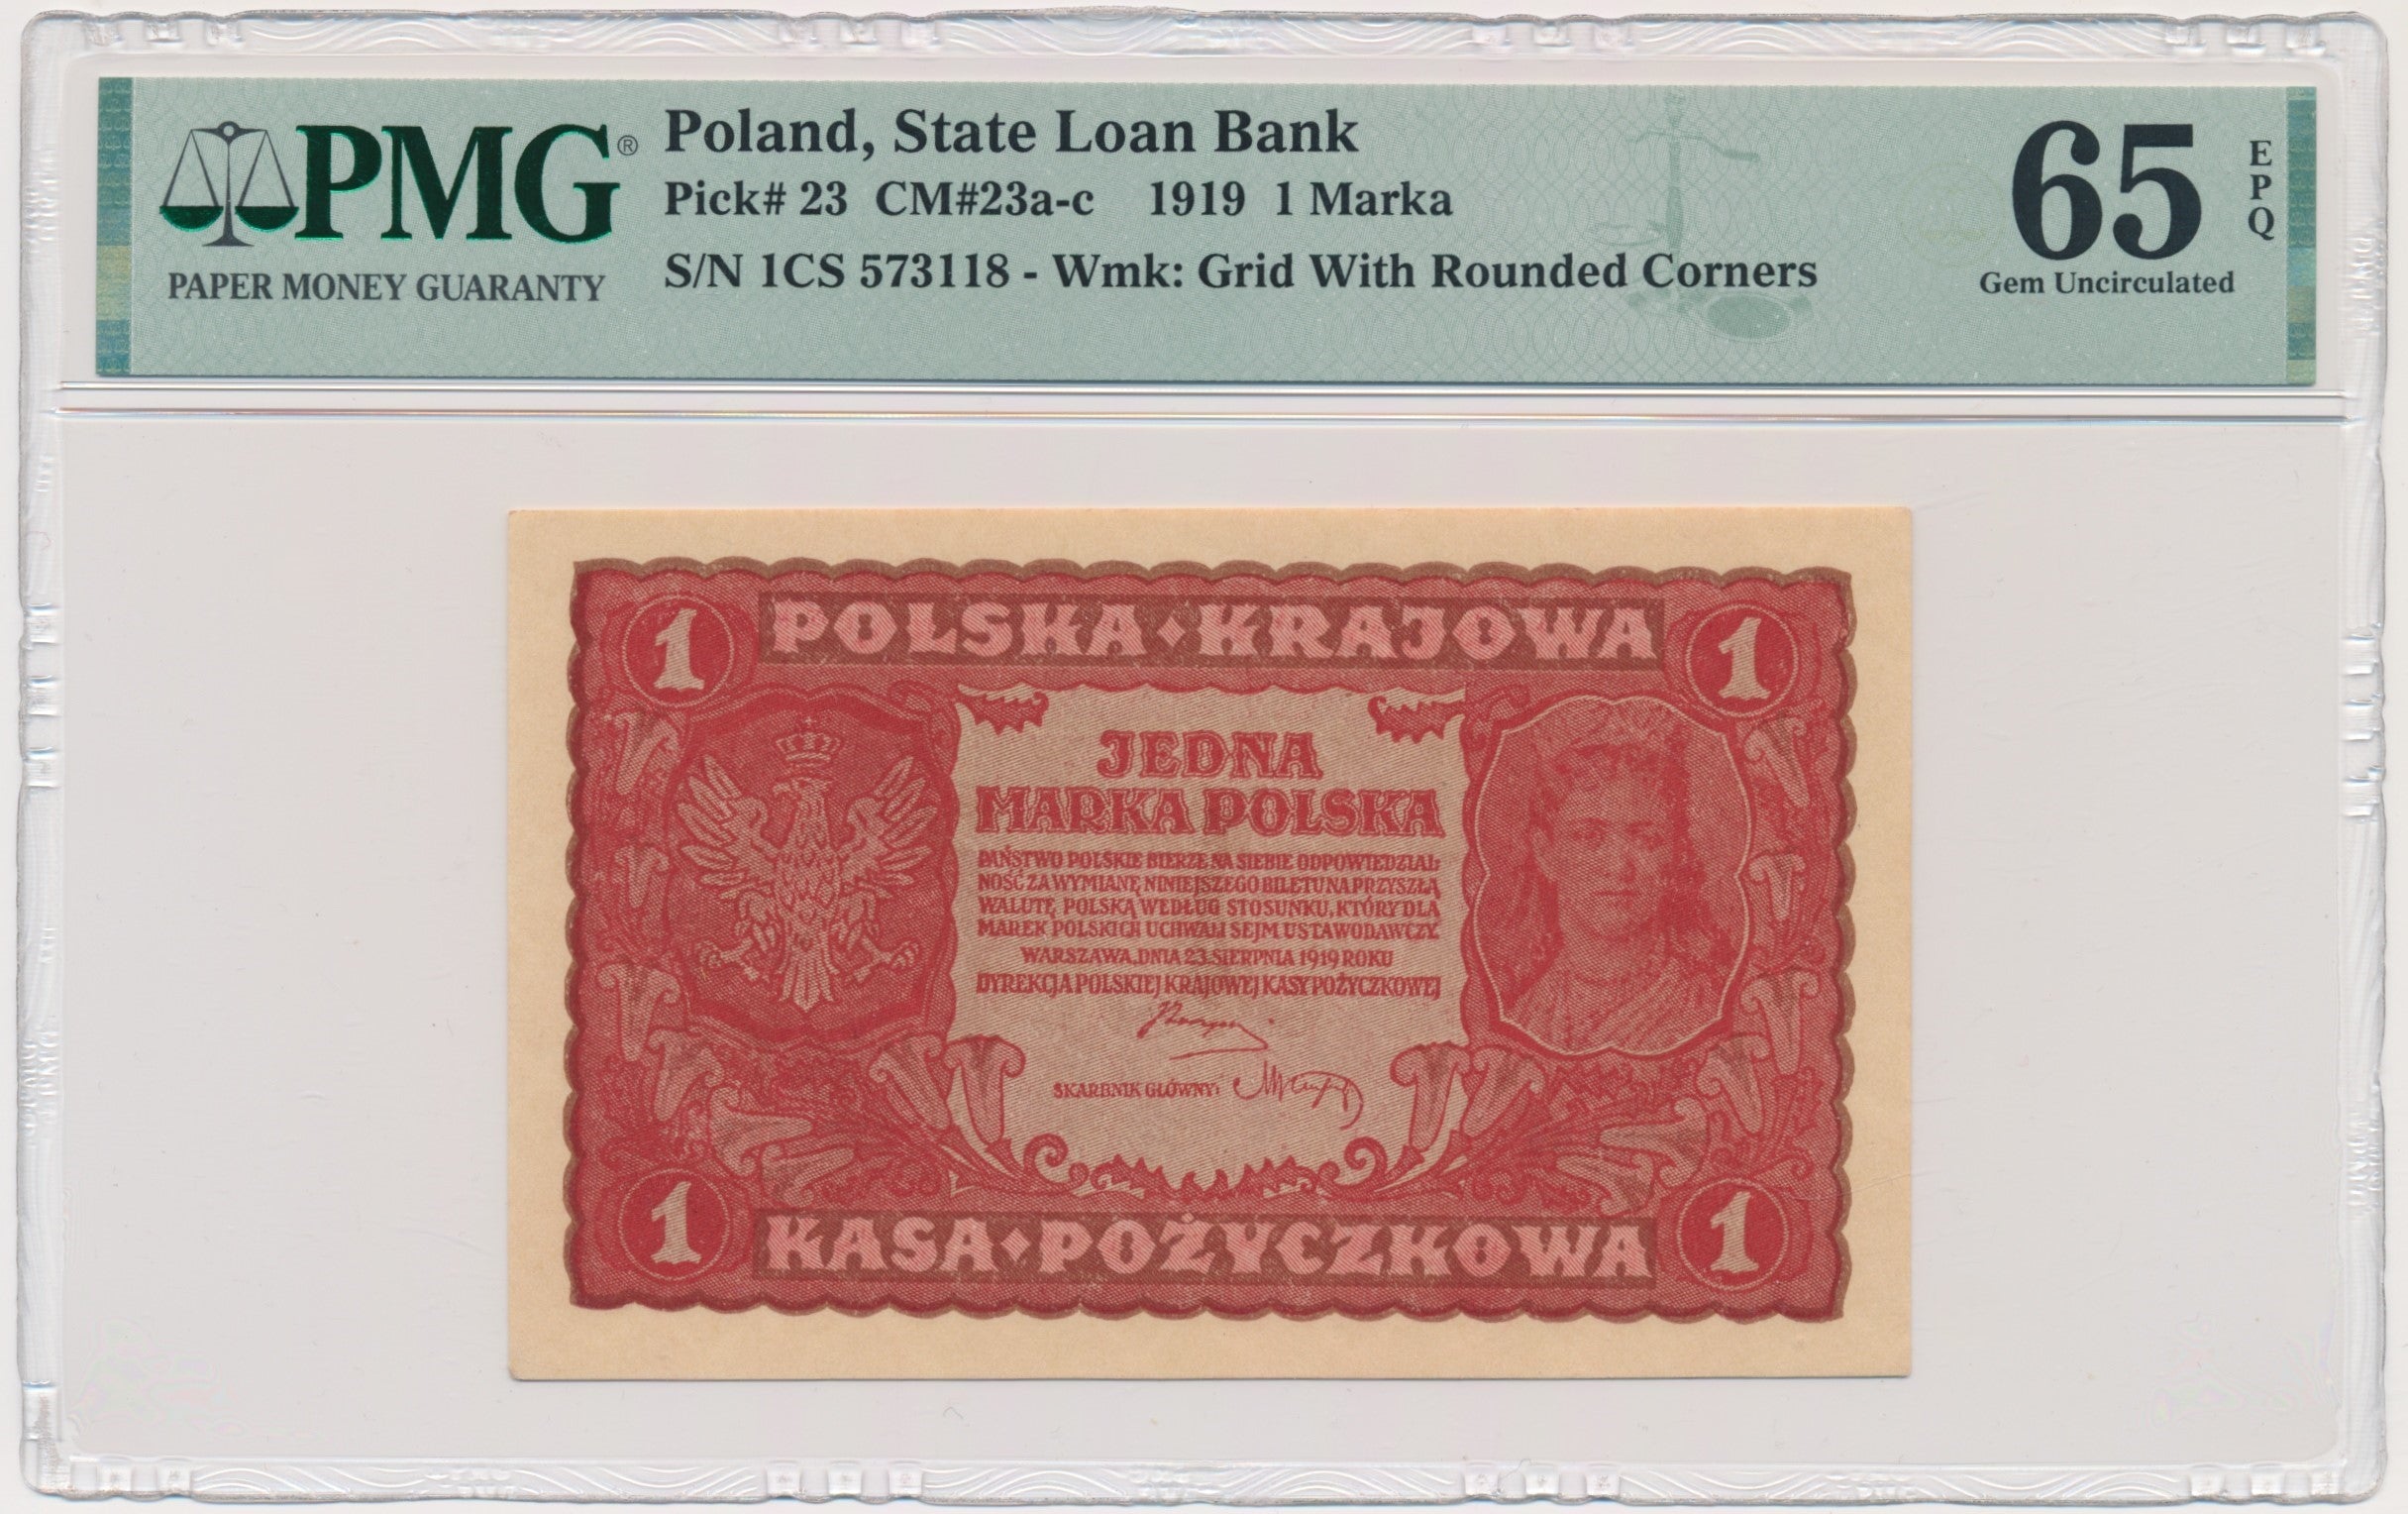 PMG®
PAPER MONEY GUARANTY
Poland, State Loan Bank
Pick# 23 CM#23a-c 1919 1 Marka
S/N 1CS 573118 - Wmk: Grid With Rounded Corners
65
EPQ
Gem Uncirculated
1 POLSKA·KRAJOWA 1
JEDNA
MARKA POLSKA
PAŃSTWO POLSKIE BIERZE NA SIEBIE ODPOWIEDZIAL-
NOŚĆ ZA WYMIANĘ NINIEJSZEGO BILETU NA PRZYSZŁĄ
WALUTĘ POLSKĄ WEDŁUG STOSUNKU, KTÓRY DLA
MAREK POLSKICH UCHWALI SEJM USTAWODAWCZY.
WARSZAWA, DNIA 23 SIERPNIA 1919 ROKU
DYREKCJA POLSKIEJ KRAJOWEJ KASY POŻYCZKOWEJ
SKARBNIK GŁÓWNY:
1 KASA·POŻYCZKOWA 1